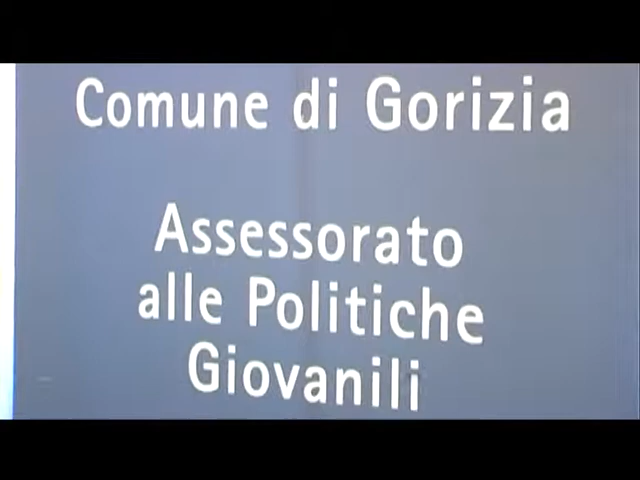 Comune di Gorizia
Assessorato
alle Politiche
Giovanili